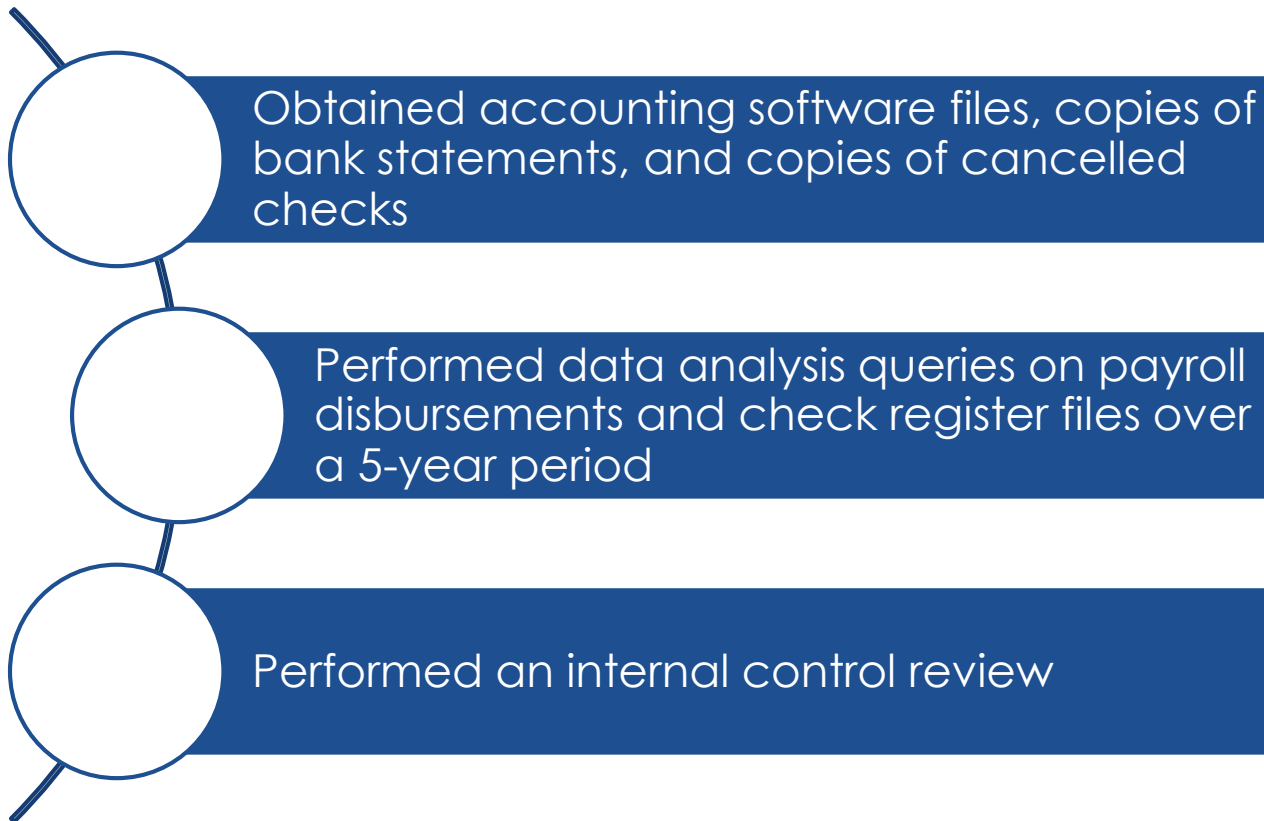 Obtained accounting software files, copies of
bank statements, and copies of cancelled
checks
Performed data analysis queries on payroll
disbursements and check register files over
a 5-year period
Performed an internal control review